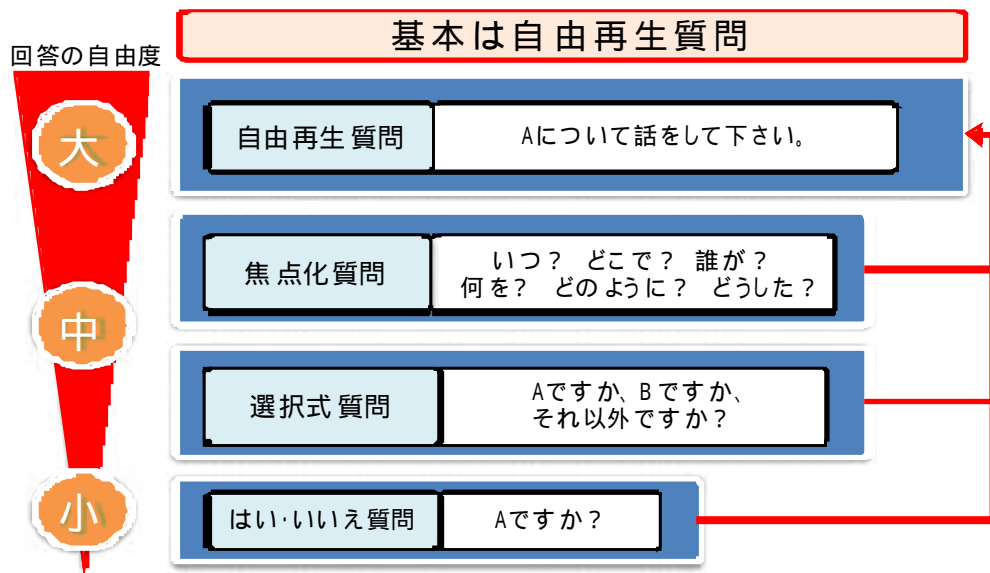 基本は自由再生質問
回答の自由度
大
自由再生質問
Aについて話をして下さい。
焦点化質問
いつ? どこで? 誰が?
何を? どのように? どうした?
中
選択式質問
Aですか、Bですか、
それ以外ですか?
小
はい・いいえ質問
Aですか?